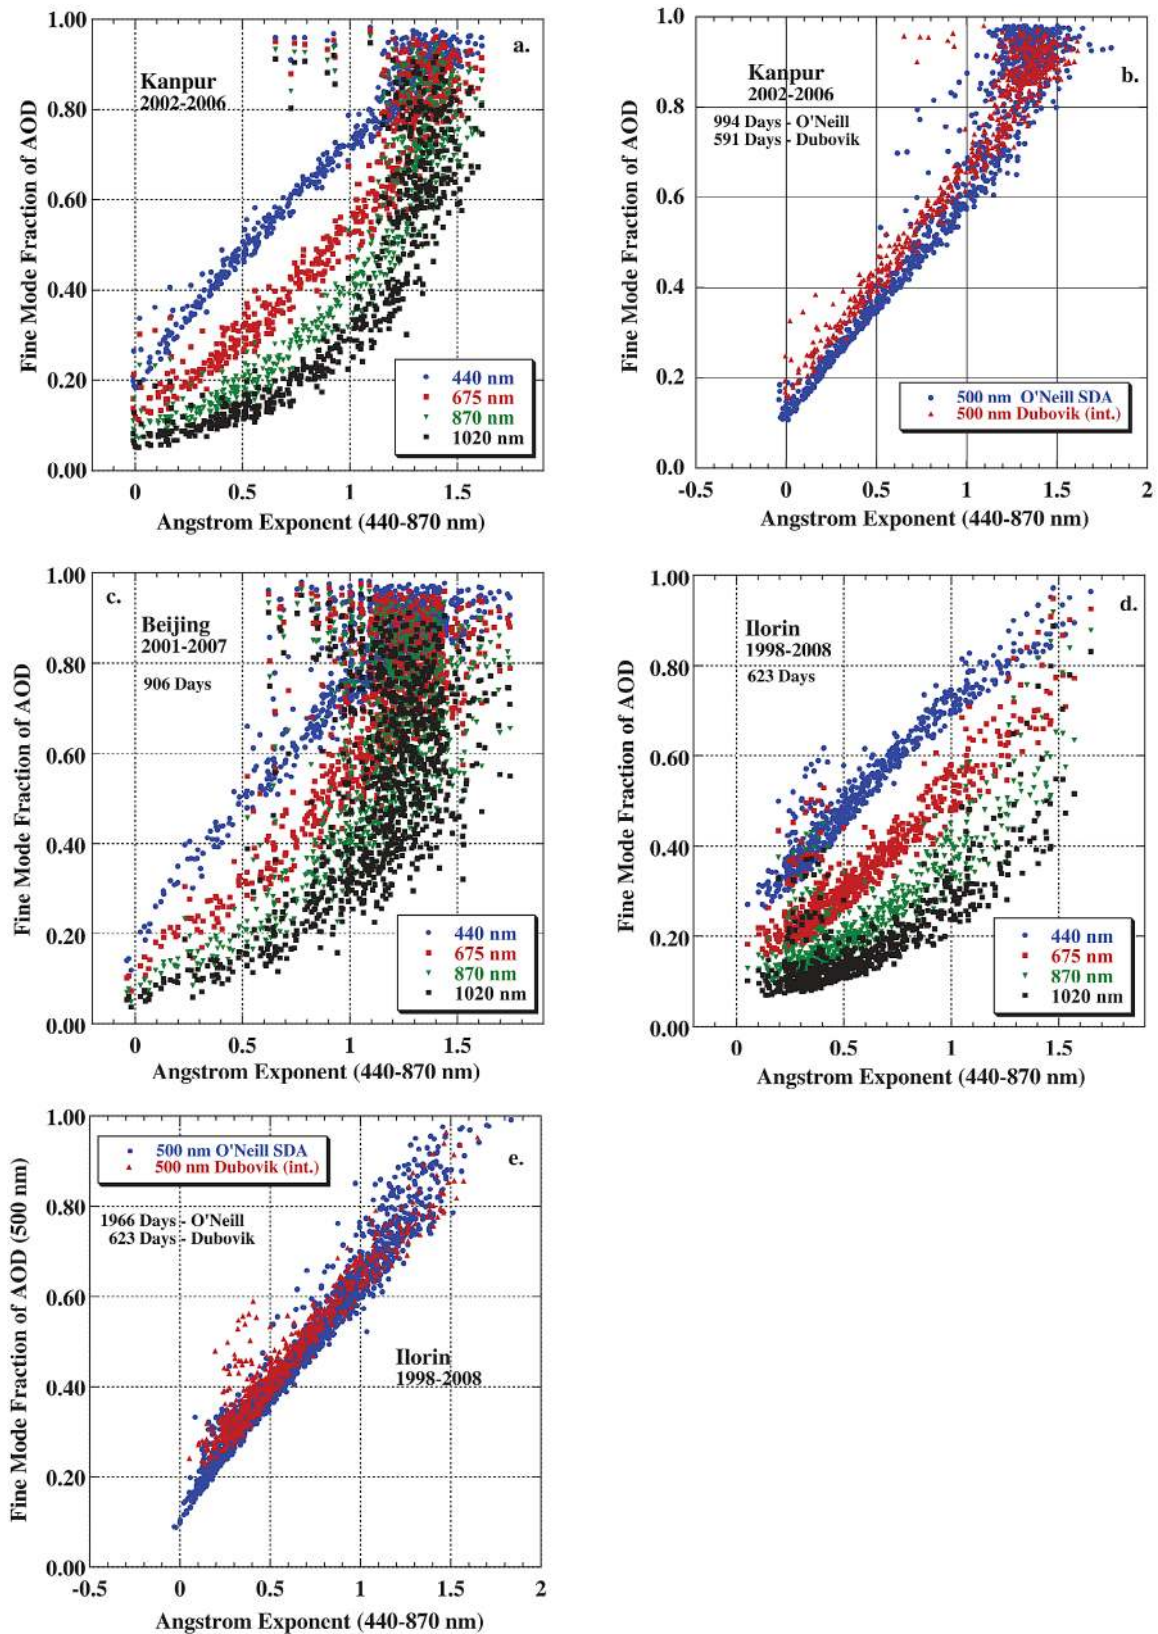 a.
Kanpur
2002-2006
Fine Mode Fraction of AOD
1.00
0.80
0.60
0.40
0.20
0.00
440 nm
675 nm
870 nm
1020 nm
0 0.5 1 1.5
Angstrom Exponent (440-870 nm)
b.
Kanpur
2002-2006
994 Days - O'Neill
591 Days - Dubovik
Fine Mode Fraction of AOD
1.0
0.8
0.6
0.4
0.2
0.0
500 nm O'Neill SDA
500 nm Dubovik (int.)
-0.5 0 0.5 1 1.5 2
Angstrom Exponent (440-870 nm)
c.
Beijing
2001-2007
906 Days
Fine Mode Fraction of AOD
1.00
0.80
0.60
0.40
0.20
0.00
440 nm
675 nm
870 nm
1020 nm
0 0.5 1 1.5
Angstrom Exponent (440-870 nm)
d.
Ilorin
1998-2008
623 Days
Fine Mode Fraction of AOD
1.00
0.80
0.60
0.40
0.20
0.00
440 nm
675 nm
870 nm
1020 nm
0 0.5 1 1.5
Angstrom Exponent (440-870 nm)
500 nm O'Neill SDA
500 nm Dubovik (int.)
e.
1966 Days - O'Neill
623 Days - Dubovik
Ilorin
1998-2008
Fine Mode Fraction of AOD (500 nm)
1.00
0.80
0.60
0.40
0.20
0.00
-0.5 0 0.5 1 1.5 2
Angstrom Exponent (440-870 nm)